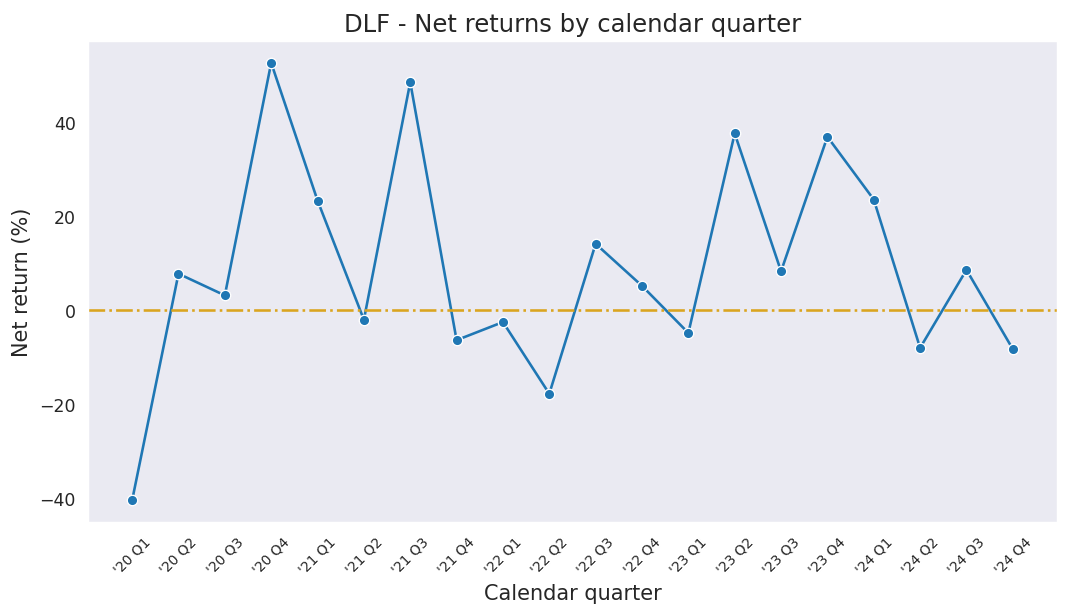 DLF - Net returns by calendar quarter
Net return (%)
40
20
0
−20
−40
'20 Q1
'20 Q2
'20 Q3
'20 Q4
'21 Q1
'21 Q2
'21 Q3
'21 Q4
'22 Q1
'22 Q2
'22 Q3
'22 Q4
'23 Q1
'23 Q2
'23 Q3
'23 Q4
'24 Q1
'24 Q2
'24 Q3
'24 Q4
Calendar quarter